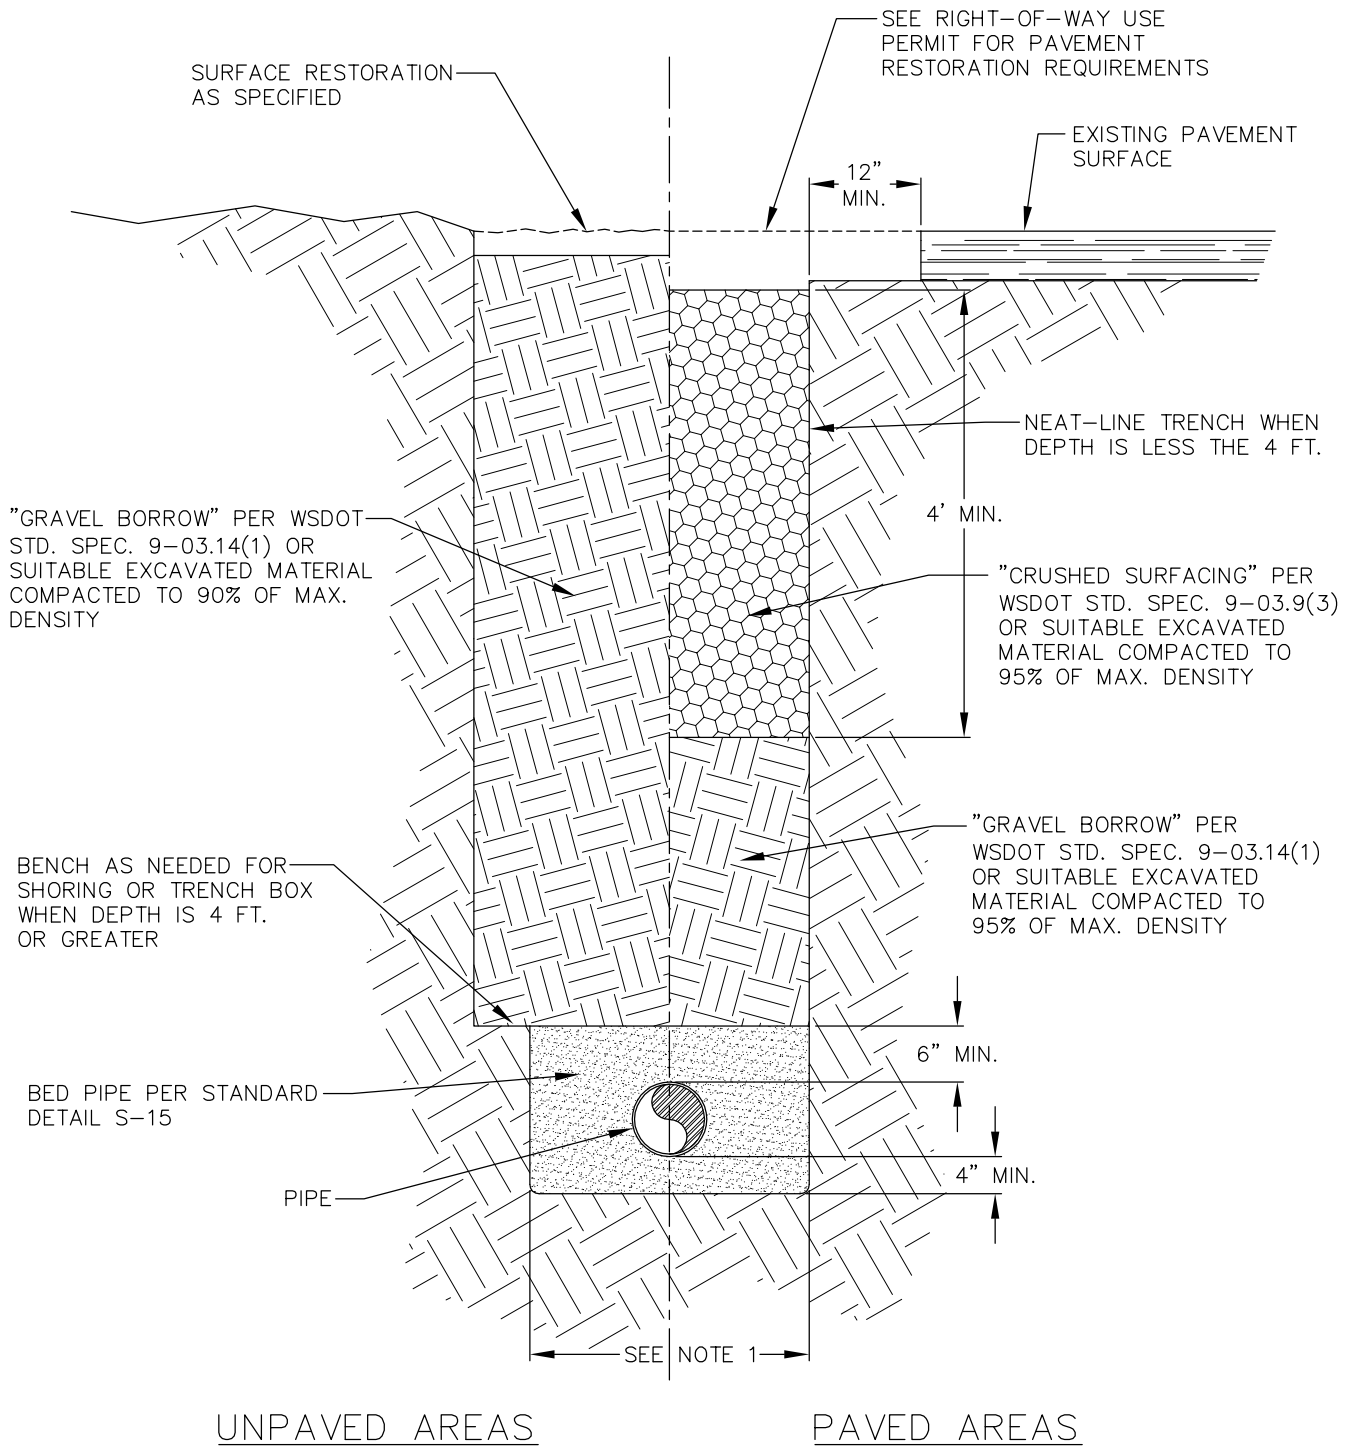 SEE RIGHT-OF-WAY USE
PERMIT FOR PAVEMENT
RESTORATION REQUIREMENTS
SURFACE RESTORATION
AS SPECIFIED
EXISTING PAVEMENT
SURFACE
12"
MIN.
NEAT-LINE TRENCH WHEN
DEPTH IS LESS THE 4 FT.
"GRAVEL BORROW" PER WSDOT
STD. SPEC. 9-03.14(1) OR
SUITABLE EXCAVATED MATERIAL
COMPACTED TO 90% OF MAX.
DENSITY
4' MIN.
"CRUSHED SURFACING" PER
WSDOT STD. SPEC. 9-03.9(3)
OR SUITABLE EXCAVATED
MATERIAL COMPACTED TO
95% OF MAX. DENSITY
"GRAVEL BORROW" PER
WSDOT STD. SPEC. 9-03.14(1)
OR SUITABLE EXCAVATED
MATERIAL COMPACTED TO
95% OF MAX. DENSITY
BENCH AS NEEDED FOR
SHORING OR TRENCH BOX
WHEN DEPTH IS 4 FT.
OR GREATER
6" MIN.
BED PIPE PER STANDARD
DETAIL S-15
4" MIN.
PIPE
SEE NOTE 1
UNPAVED AREAS
PAVED AREAS